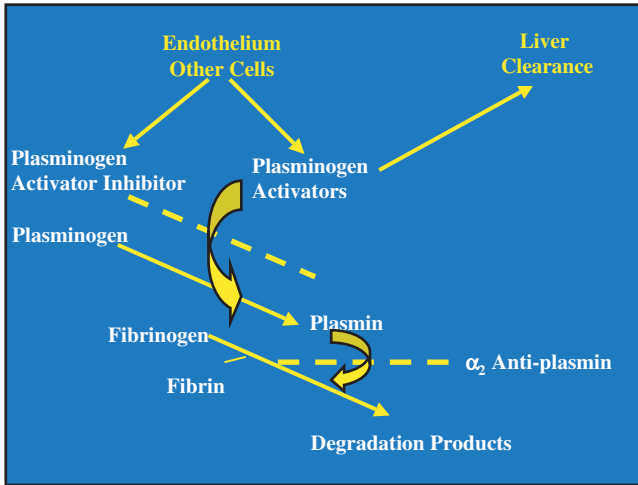 Endothelium
Other Cells
Liver
Clearance
Plasminogen
Activator Inhibitor
Plasminogen
Activators
Plasminogen
Plasmin
Fibrinogen
α₂ Anti-plasmin
Fibrin
Degradation Products